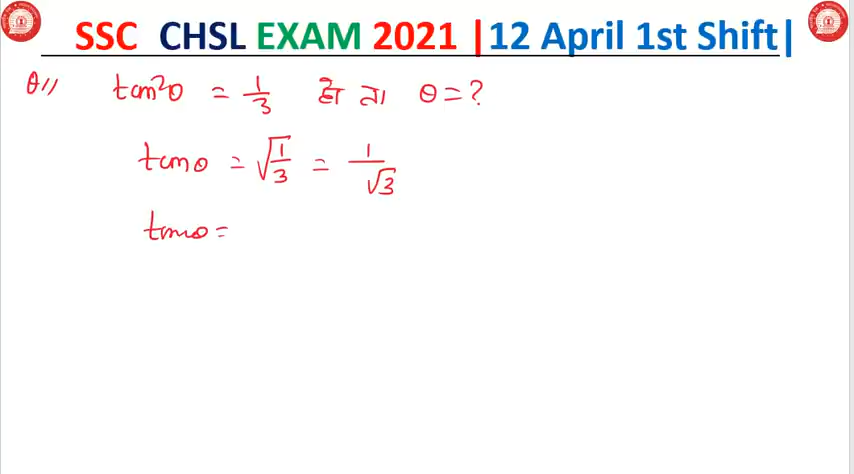 SSC CHSL EXAM 2021 |12 April 1st Shift|
Q// tan²θ = 1/3 हो ता θ = ?
tanθ = √1/3 = 1/√3
tanθ =